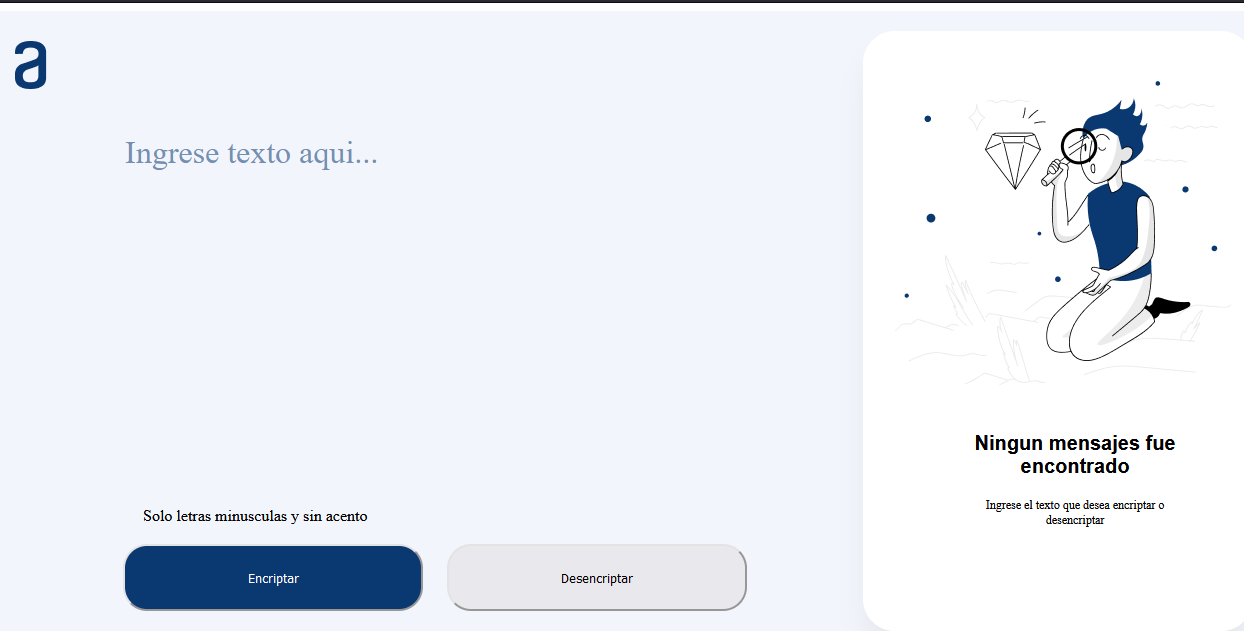 a
Ingrese texto aqui...
Solo letras minusculas y sin acento
Encriptar
Desencriptar
Ningun mensajes fue
encontrado
Ingrese el texto que desea encriptar o
desencriptar